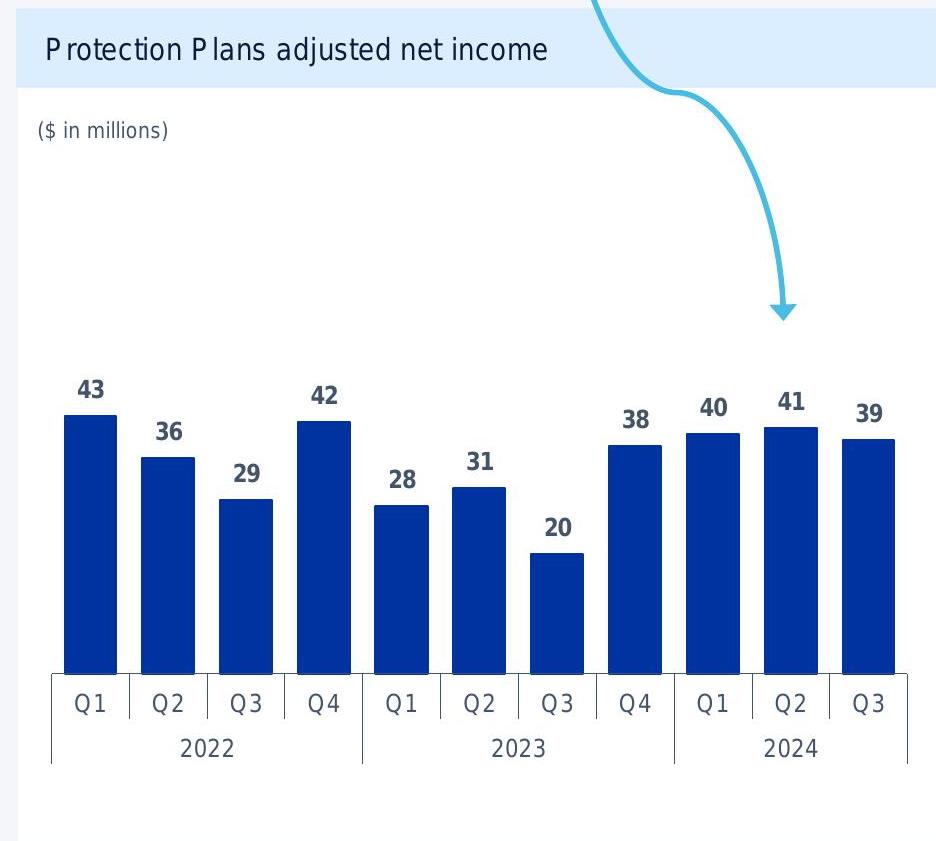 Protection Plans adjusted net income
($ in millions)
43 36 29 42 28 31 20 38 40 41 39
Q1 Q2 Q3 Q4 Q1 Q2 Q3 Q4 Q1 Q2 Q3
2022 2023 2024